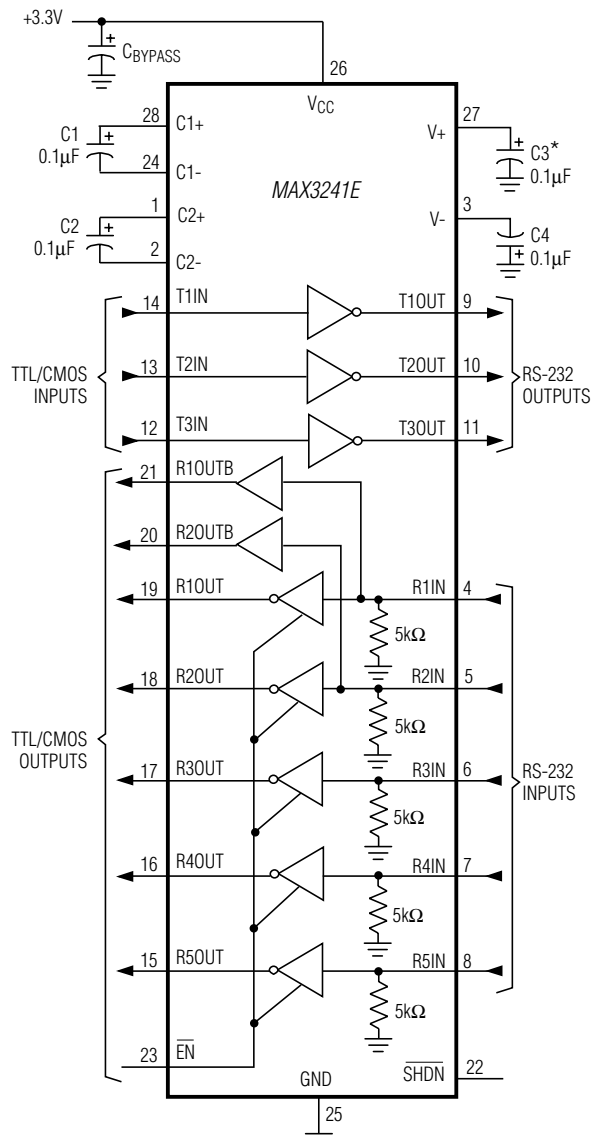 +3.3V
CBYPASS
26
VCC
28
C1+
27
V+
C1
0.1µF
C3*
0.1µF
24
C1-
MAX3241E
1
C2+
3
V-
C2
0.1µF
C4
0.1µF
2
C2-
14
T1IN
T1OUT
9
13
T2IN
T2OUT
10
TTL/CMOS
INPUTS
RS-232
OUTPUTS
12
T3IN
T3OUT
11
21
R1OUTB
20
R2OUTB
19
R1OUT
R1IN
4
5kΩ
18
R2OUT
R2IN
5
5kΩ
TTL/CMOS
OUTPUTS
17
R3OUT
R3IN
6
RS-232
INPUTS
5kΩ
16
R4OUT
R4IN
7
5kΩ
15
R5OUT
R5IN
8
5kΩ
23
EN
SHDN
22
GND
25